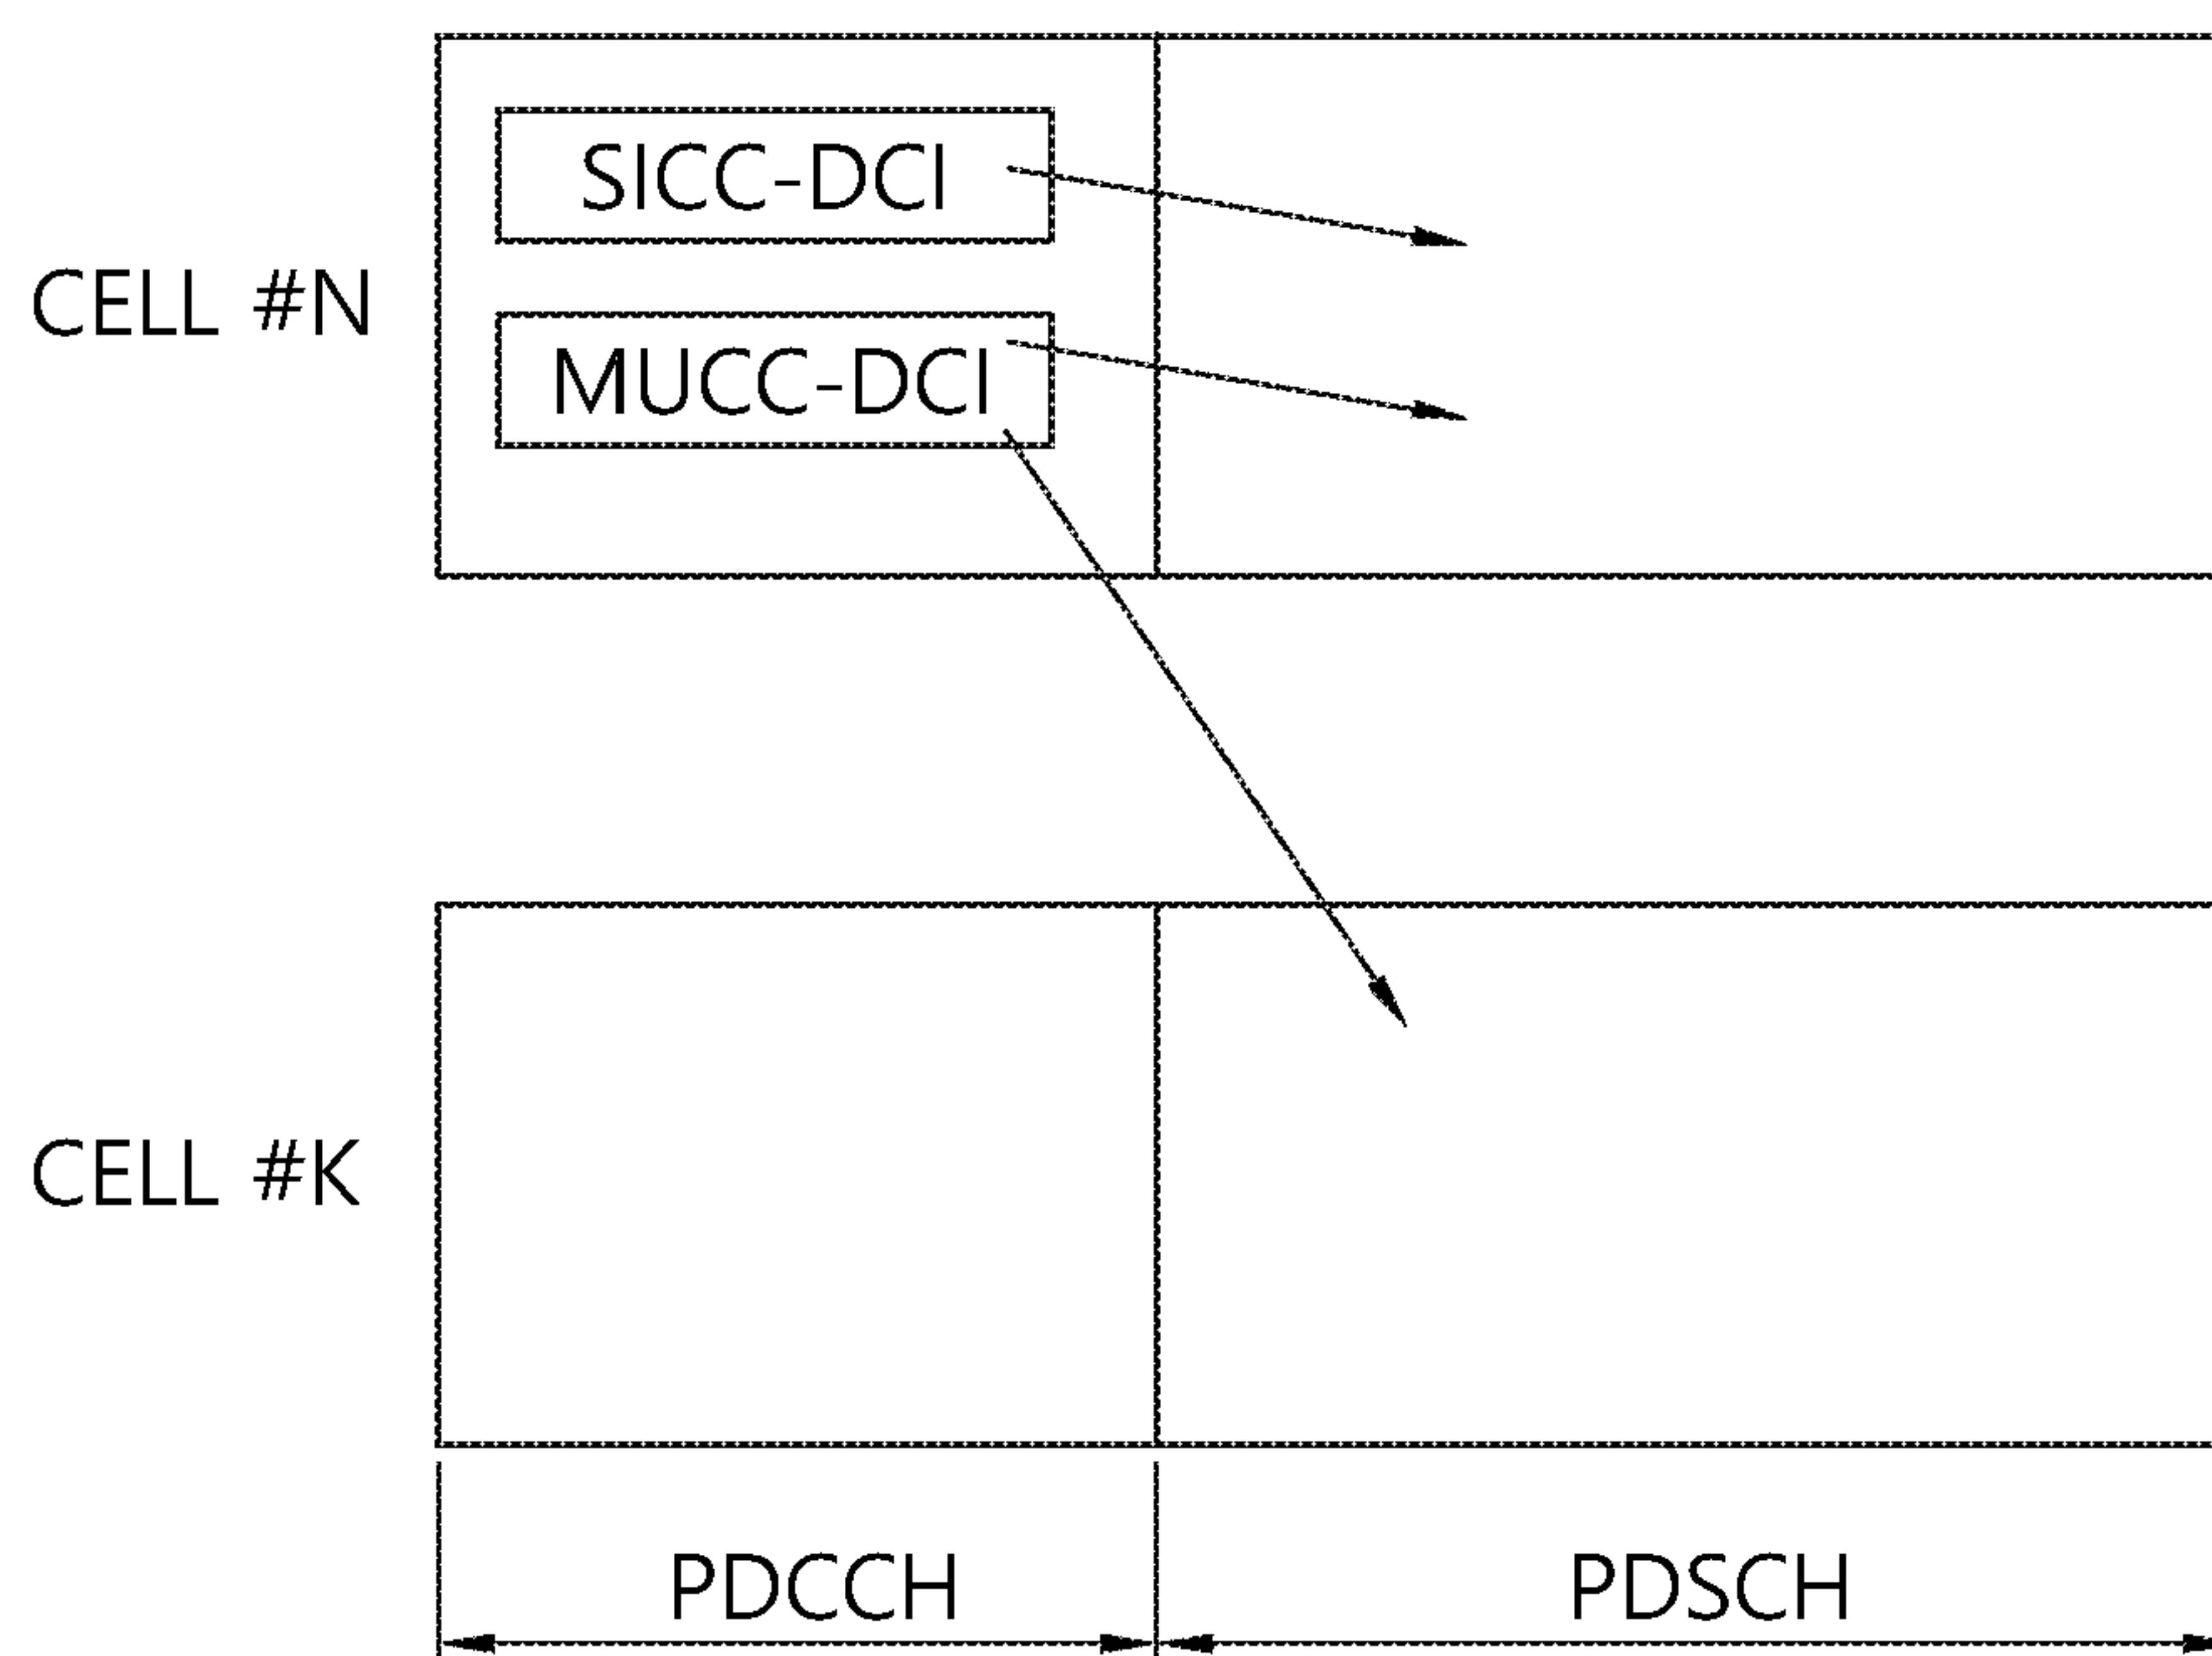 SICC-DCI
CELL #N
MUCC-DCI
CELL #K
PDCCH
PDSCH